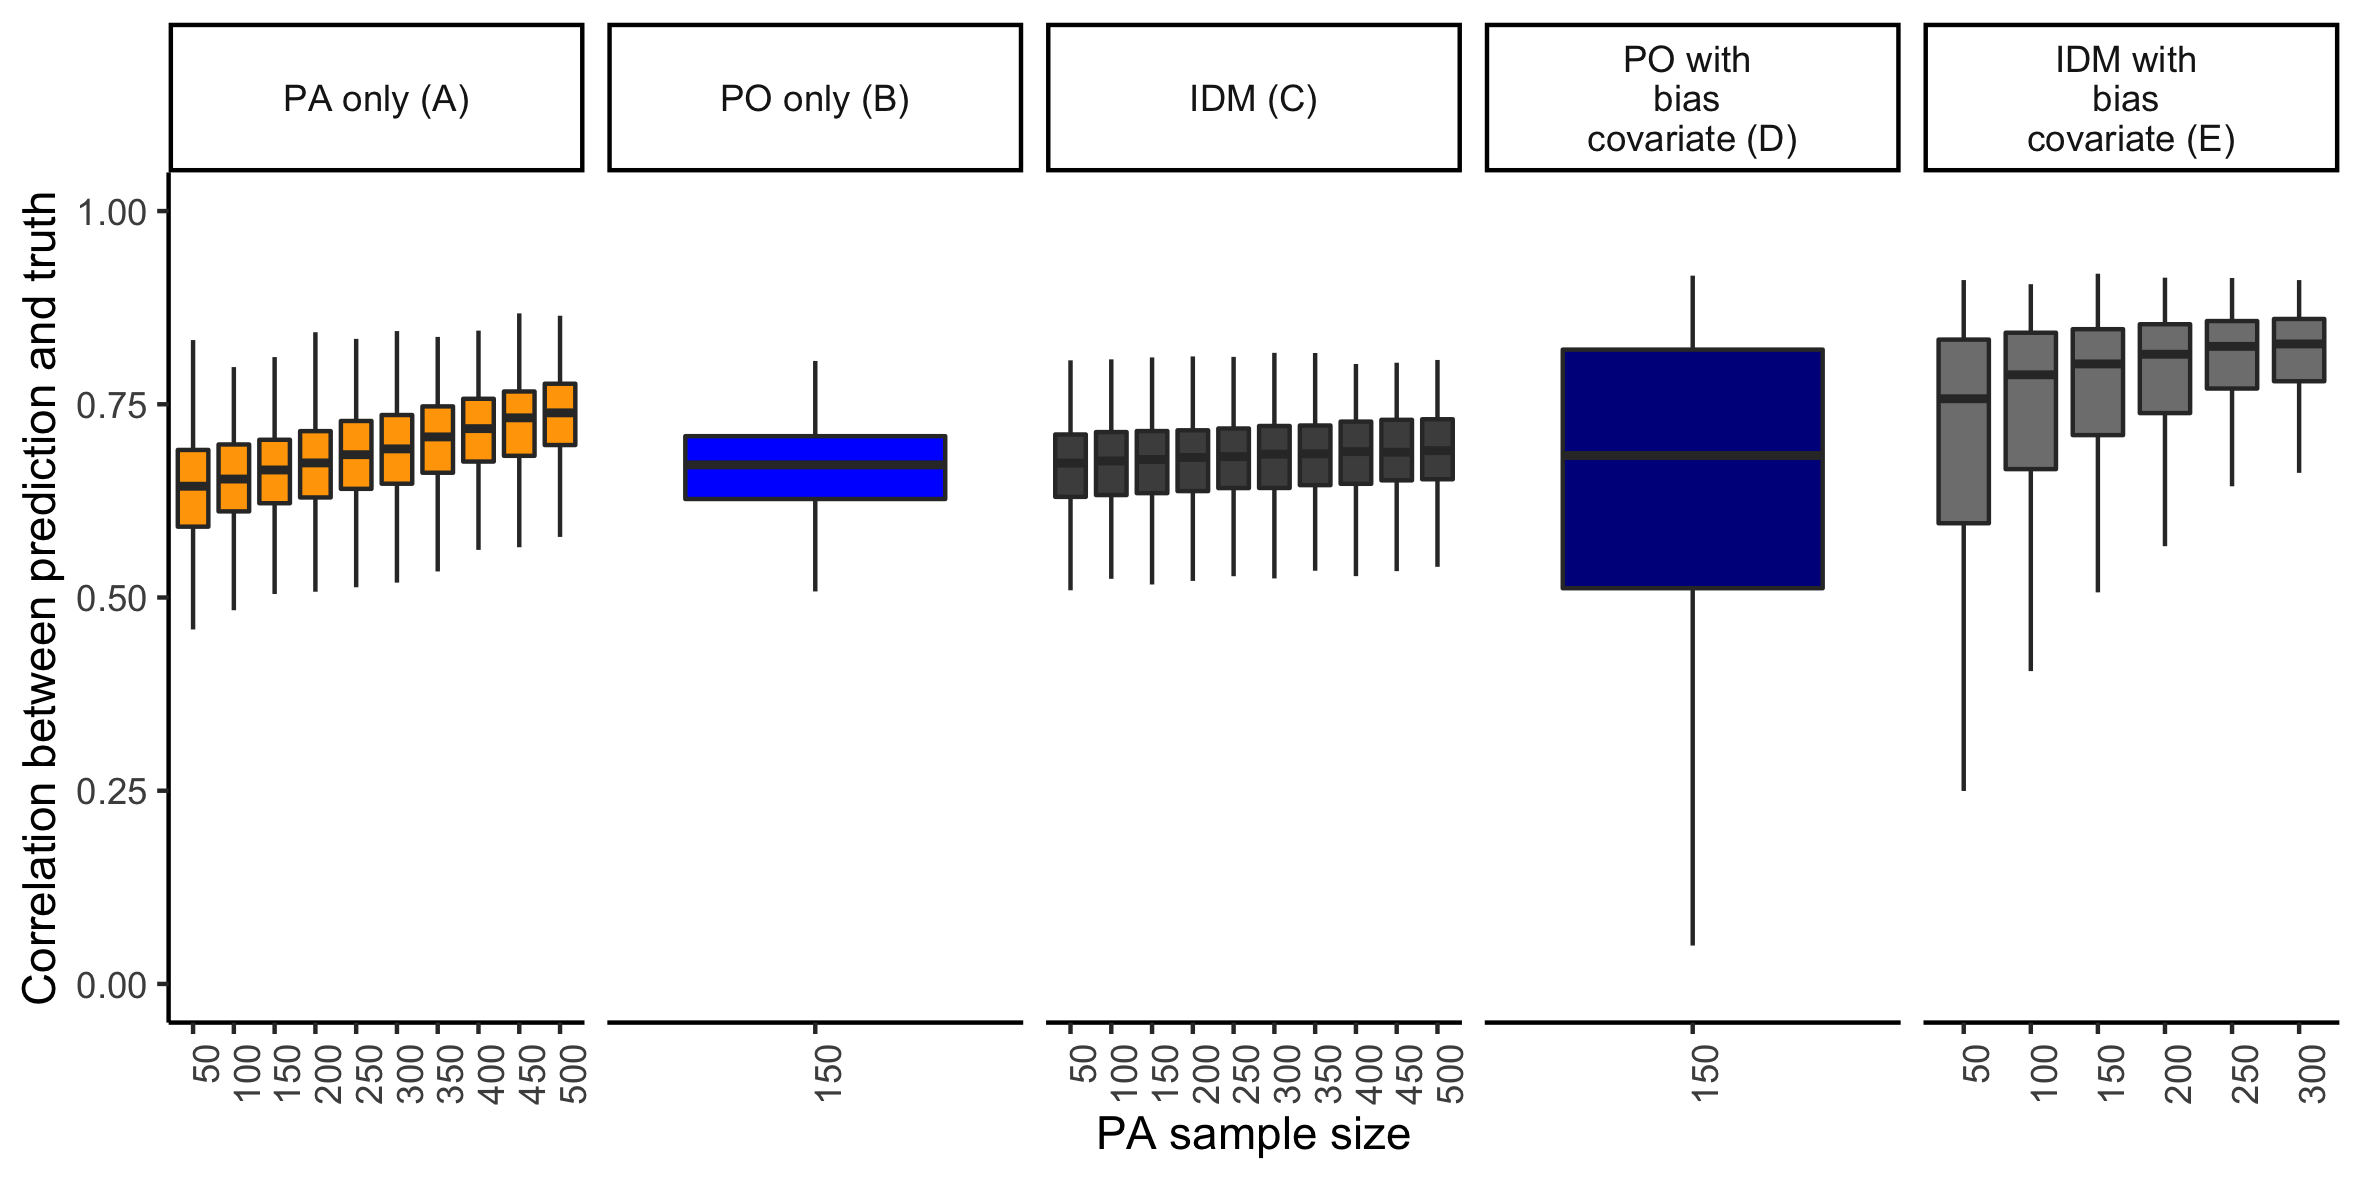 PA only (A)
PO only (B)
IDM (C)
PO with
bias
covariate (D)
IDM with
bias
covariate (E)
Correlation between prediction and truth
1.00
0.75
0.50
0.25
0.00
50 100 150 200 250 300 350 400 450 500
150
50 100 150 200 250 300 350 400 450 500
150
50 100 150 200 250 300
PA sample size